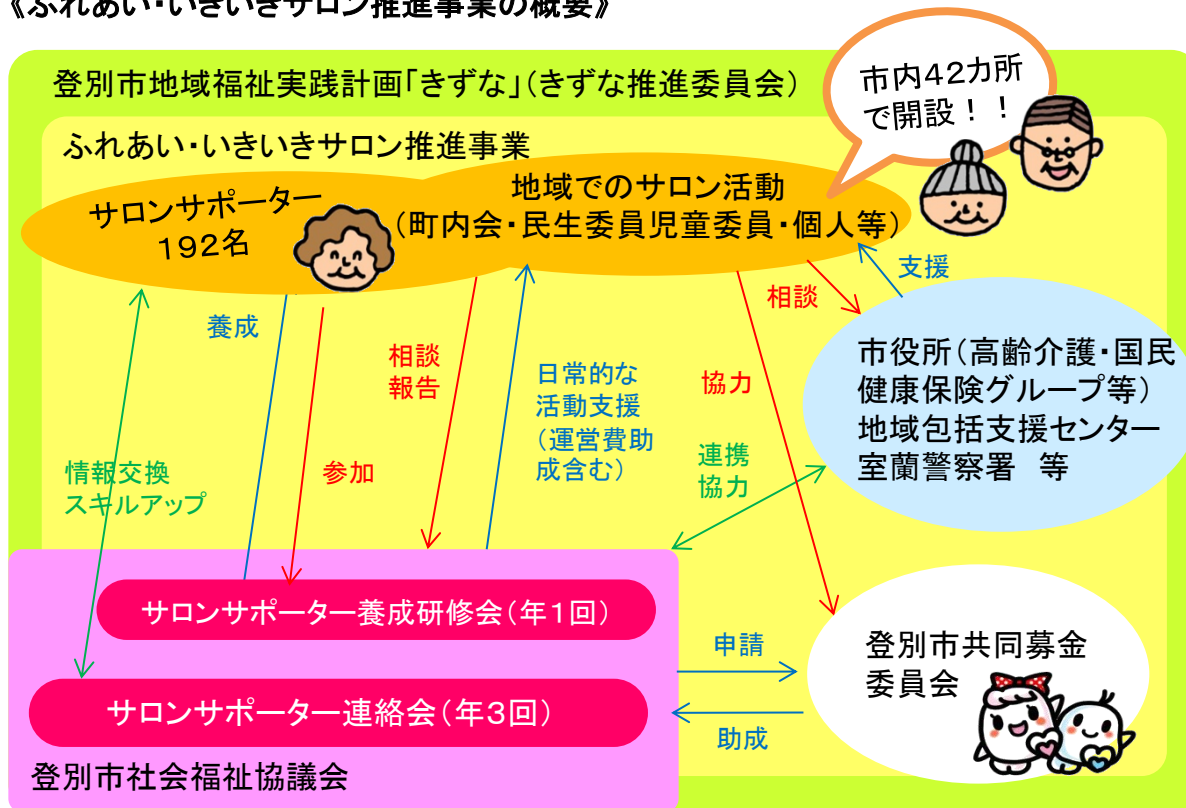 《ふれあい・いきいきサロン推進事業の概要》
登別市地域福祉実践計画「きずな」(きずな推進委員会)
市内42カ所
で開設!!
ふれあい・いきいきサロン推進事業
サロンサポーター
192名
地域でのサロン活動
(町内会・民生委員児童委員・個人等)
支援
相談
養成
相談
報告
日常的な
活動支援
(運営費助
成含む)
協力
市役所(高齢介護・国民
健康保険グループ等)
地域包括支援センター
室蘭警察署 等
情報交換
スキルアップ
参加
連携
協力
サロンサポーター養成研修会(年1回)
申請
登別市共同募金
委員会
サロンサポーター連絡会(年3回)
助成
登別市社会福祉協議会